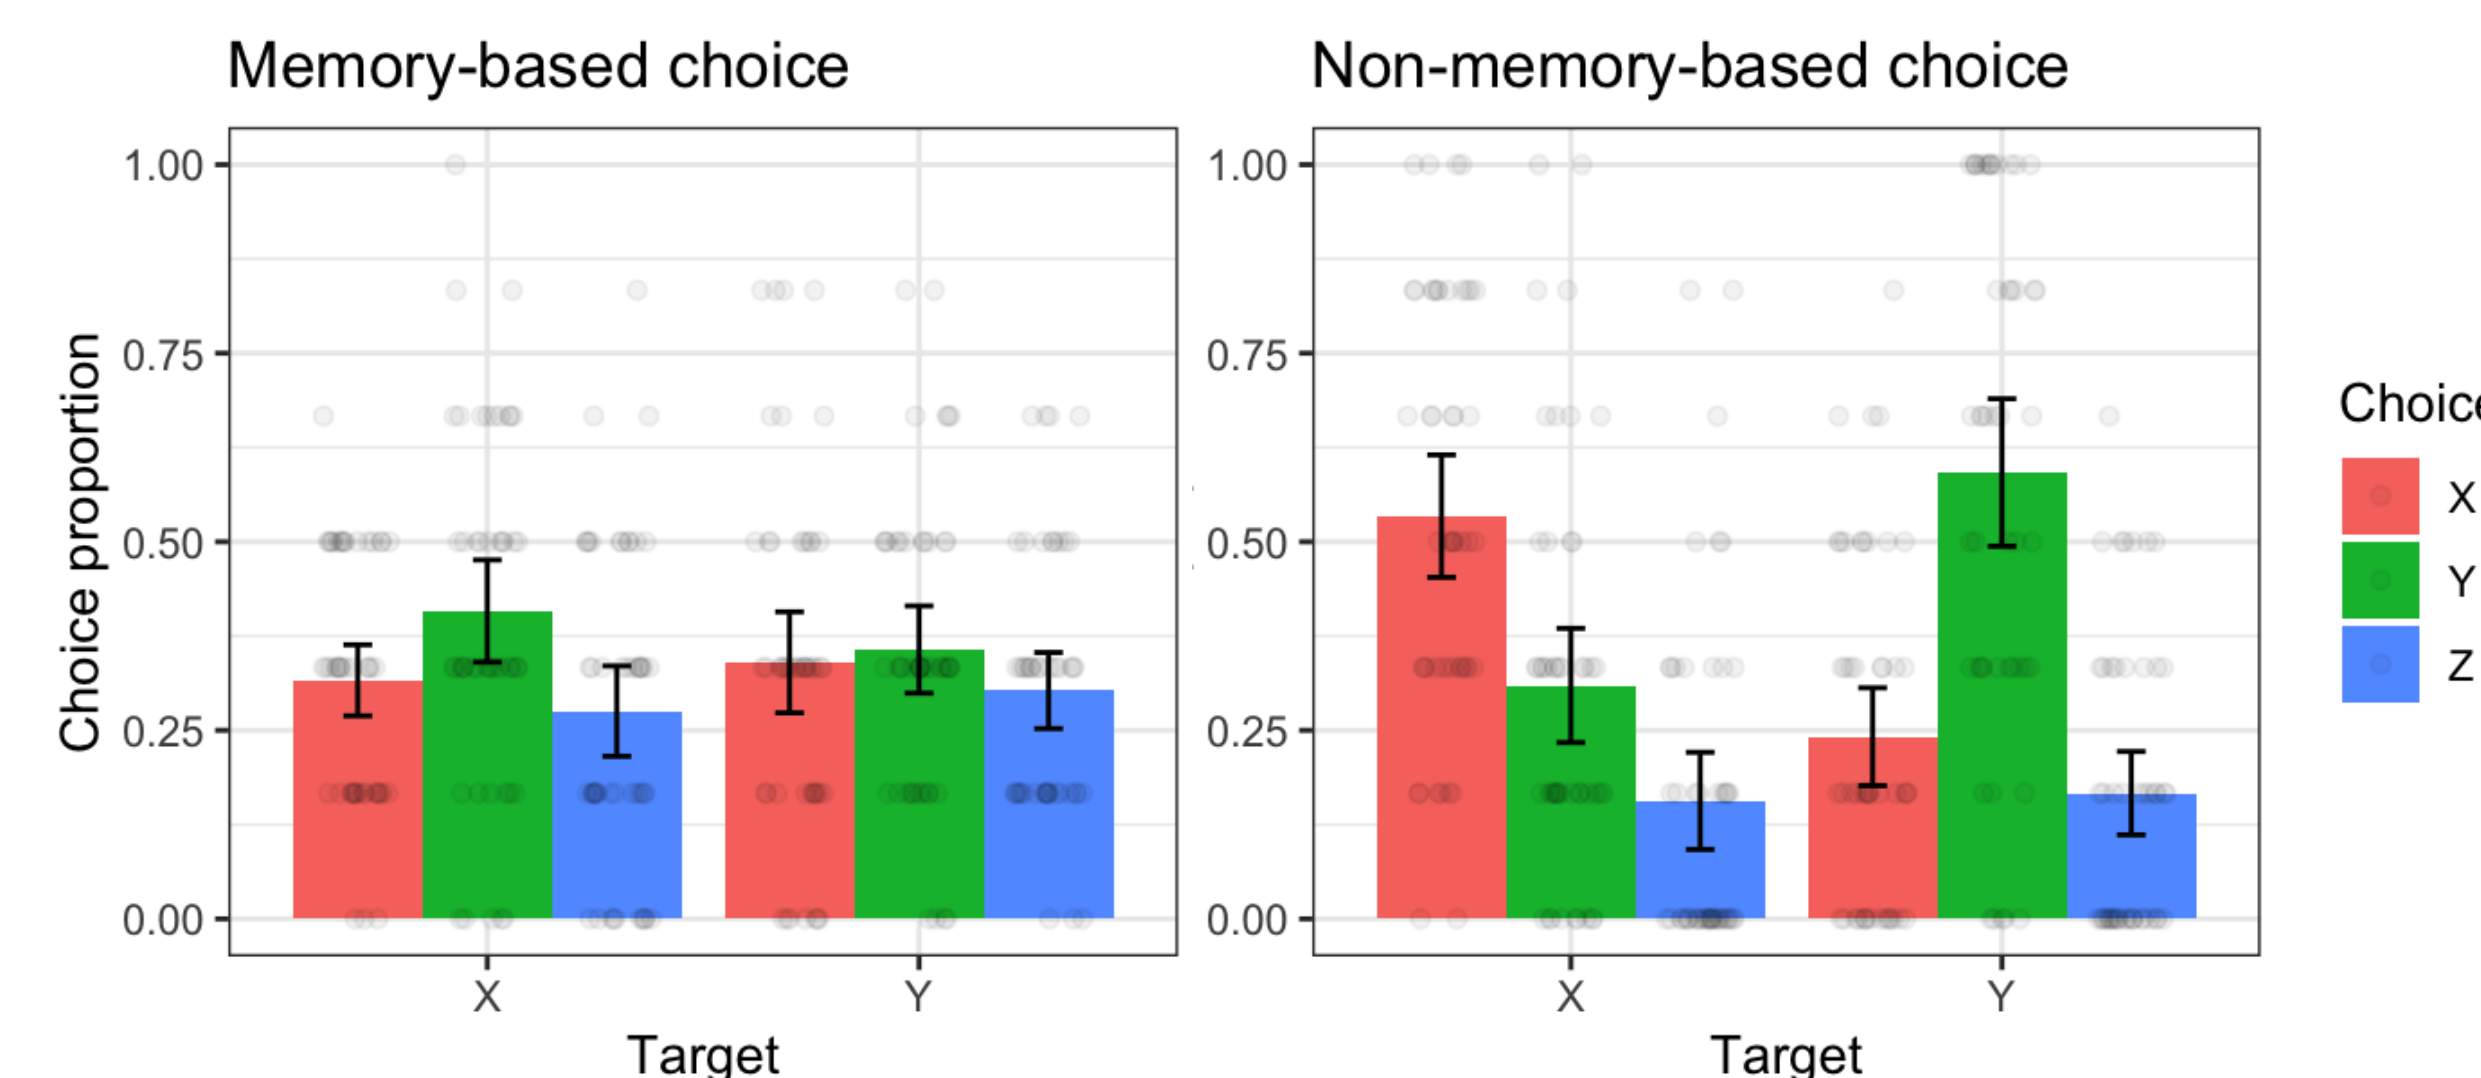 Memory-based choice
Non-memory-based choice
Choice proportion
1.00
0.75
0.50
0.25
0.00
X
Y
Target
1.00
0.75
0.50
0.25
0.00
X
Y
Target
Choice
X
Y
Z